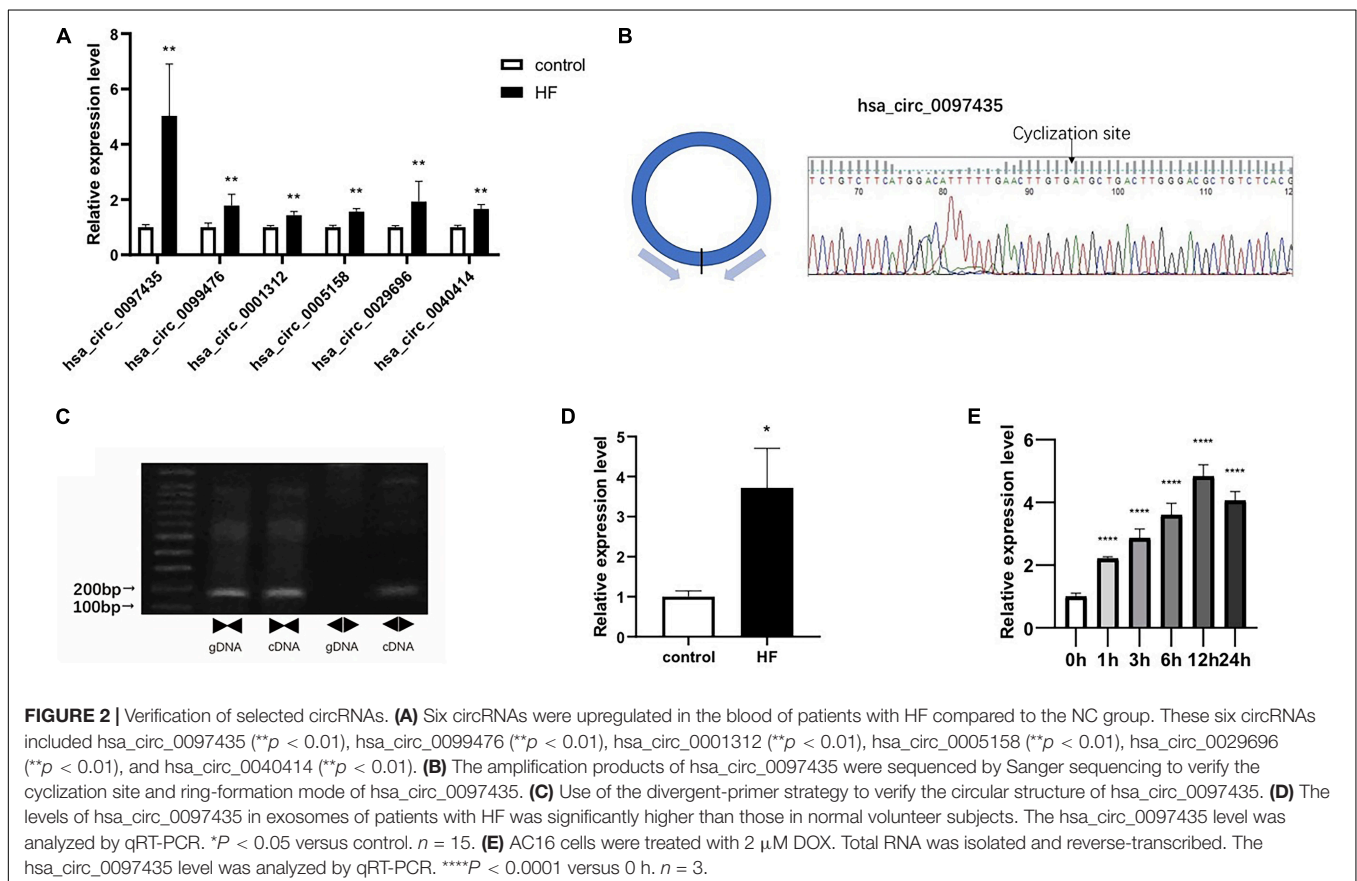 A
8
6
4
2
0
Relative expression level
**
**
**
**
**
**
control
HF
hsa_circ_0097435
hsa_circ_0099476
hsa_circ_0001312
hsa_circ_0005158
hsa_circ_0029696
hsa_circ_0040414
B
hsa_circ_0097435
Cyclization site
TCTGTCTTCATGGACATTTTTGAACTTGTGATGCTGACTTGGGACGCTGTCTCACG
70 80 90 100 110 12
C
200bp→
100bp→
gDNA cDNA gDNA cDNA
D
5
4
3
2
1
0
Relative expression level
*
control HF
E
6
4
2
0
Relative expression level
****
****
****
****
****
0h 1h 3h 6h 12h 24h
FIGURE 2 | Verification of selected circRNAs. (A) Six circRNAs were upregulated in the blood of patients with HF compared to the NC group. These six circRNAs
included hsa_circ_0097435 (**p < 0.01), hsa_circ_0099476 (**p < 0.01), hsa_circ_0001312 (**p < 0.01), hsa_circ_0005158 (**p < 0.01), hsa_circ_0029696
(**p < 0.01), and hsa_circ_0040414 (**p < 0.01). (B) The amplification products of hsa_circ_0097435 were sequenced by Sanger sequencing to verify the
cyclization site and ring-formation mode of hsa_circ_0097435. (C) Use of the divergent-primer strategy to verify the circular structure of hsa_circ_0097435. (D) The
levels of hsa_circ_0097435 in exosomes of patients with HF was significantly higher than those in normal volunteer subjects. The hsa_circ_0097435 level was
analyzed by qRT-PCR. *P < 0.05 versus control. n = 15. (E) AC16 cells were treated with 2 μM DOX. Total RNA was isolated and reverse-transcribed. The
hsa_circ_0097435 level was analyzed by qRT-PCR. ****P < 0.0001 versus 0 h. n = 3.